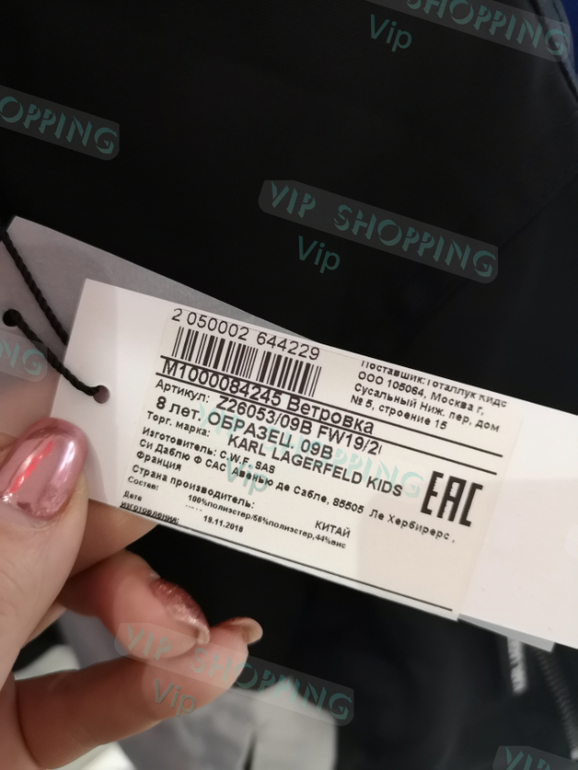 VIP SHOPPING
Vip
VIP SHOPPING
Vip
2 050002 644229
M1000084245 Ветровка
Артикул: Z26053/09B FW19/2
8 лет, ОБРАЗЕЦ, 09B
Торг. марка: KARL LAGERFELD KIDS
Изготовитель: C.W.F. SAS
Си Даблю Ф САС авеню де Сабле, 85505 Ле Хербиерс,
Франция
Страна производитель: КИТАЙ
Состав: 100%полиэстер/56%полиэстер,44%вис
Дата
изготовления: 19.11.2018
Поставщик: Тоталлук Кидс
ООО 105064, Москва г,
Сусальный Ниж. пер, дом
№ 5, строение 15
EAC
VIP SHOPPING
Vip